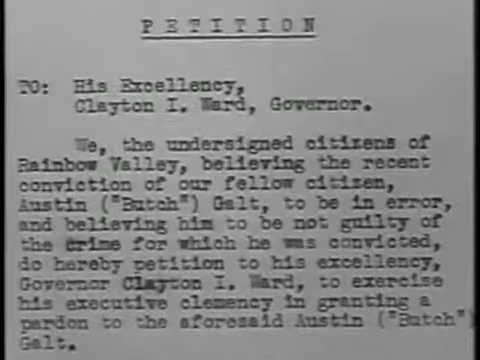 PETITION
TO: His Excellency,
Clayton I. Ward, Governor.
We, the undersigned citizens of
Rainbow Valley, believing the recent
conviction of our fellow citizen,
Austin ("Butch") Galt, to be in error,
and believing him to be not guilty of
the crime for which he was convicted,
do hereby petition to his excellency,
Governor Clayton I. Ward, to exercise
his executive clemency in granting a
pardon to the aforesaid Austin ("Butch")
Galt.